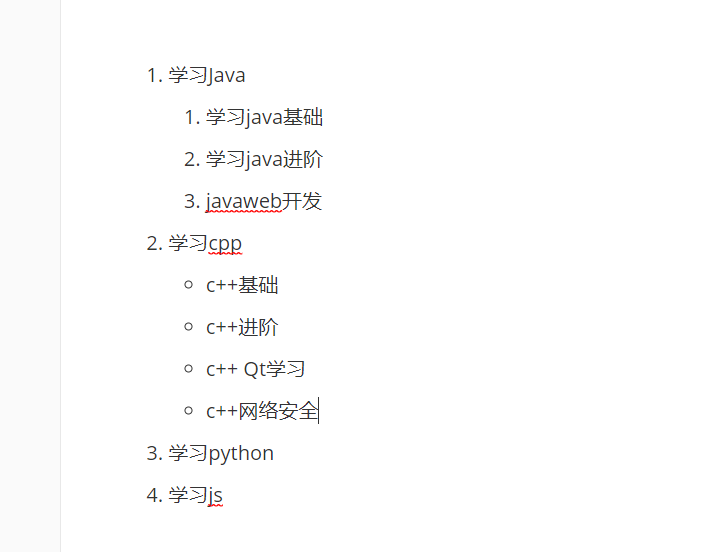 1. 学习Java
1. 学习java基础
2. 学习java进阶
3. javaweb开发
2. 学习cpp
◦ c++基础
◦ c++进阶
◦ c++ Qt学习
◦ c++网络安全
3. 学习python
4. 学习js